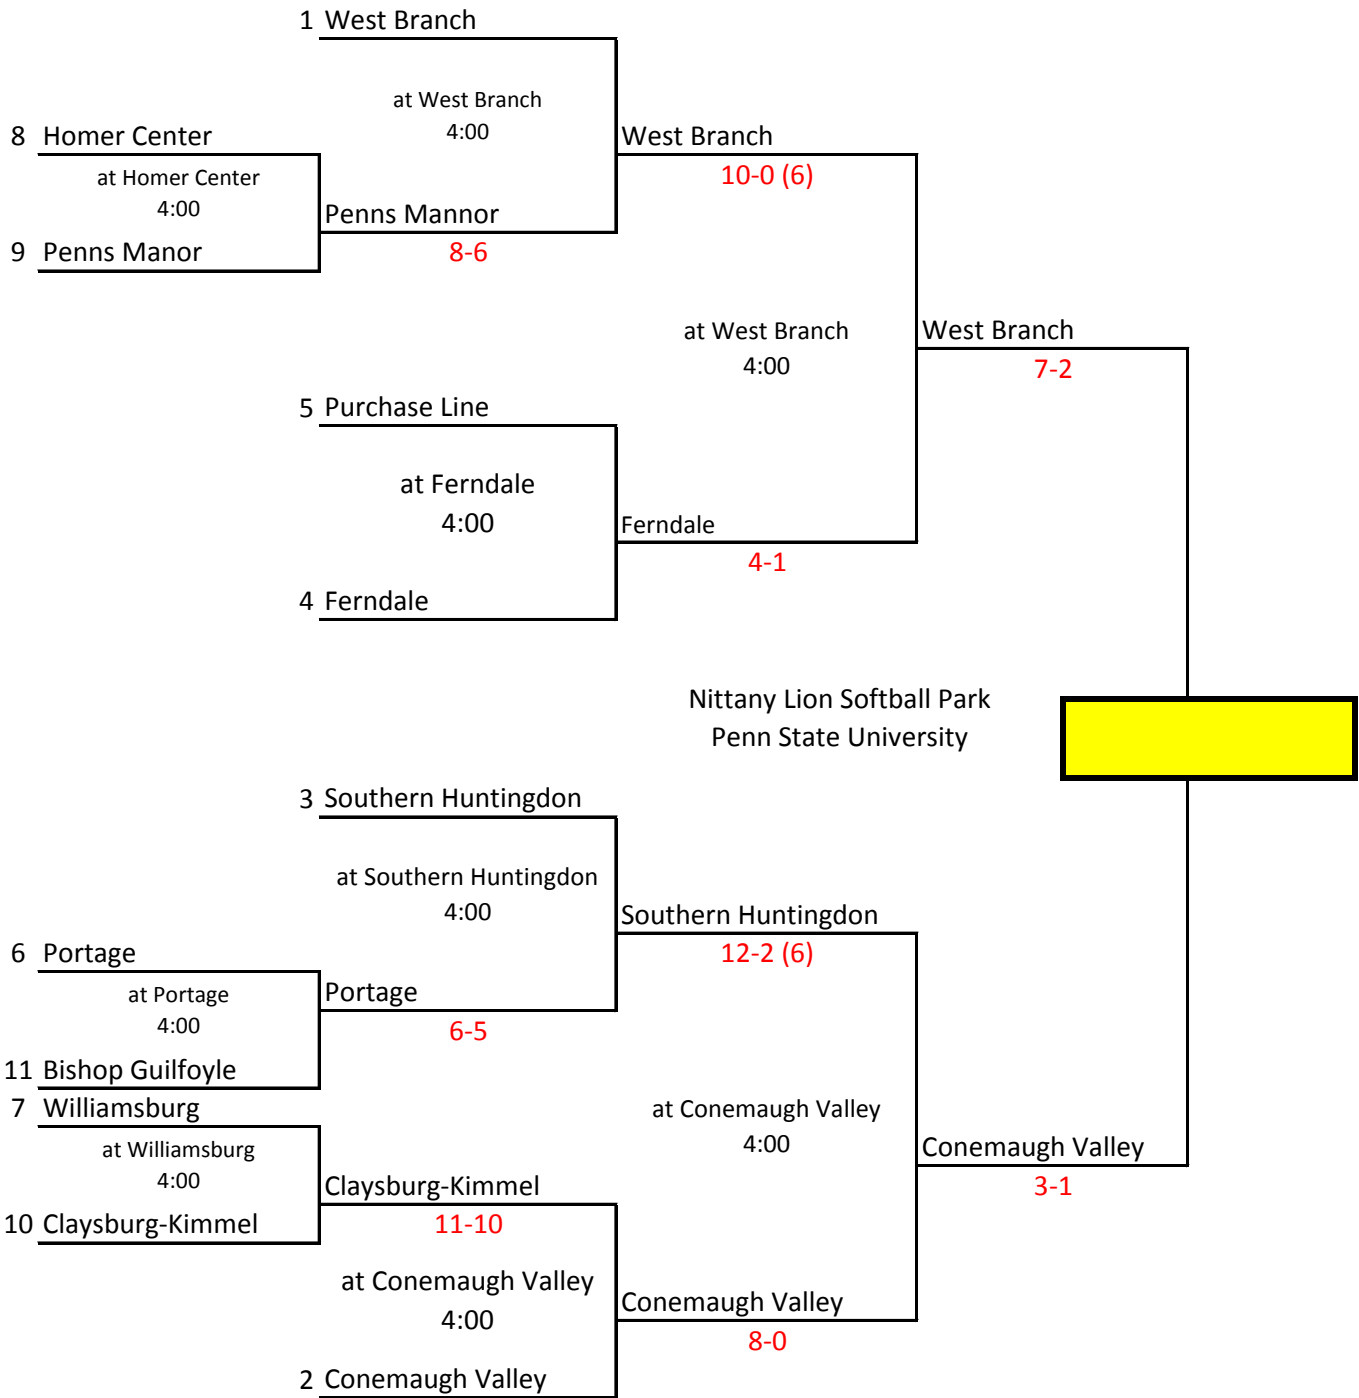 1 West Branch
at West Branch
4:00
8 Homer Center
West Branch
at Homer Center
10-0 (6)
4:00
Penns Mannor
9 Penns Manor
8-6
at West Branch
West Branch
4:00
7-2
5 Purchase Line
at Ferndale
4:00
Ferndale
4-1
4 Ferndale
Nittany Lion Softball Park
Penn State University
3 Southern Huntingdon
at Southern Huntingdon
4:00
Southern Huntingdon
6 Portage
12-2 (6)
at Portage
Portage
4:00
6-5
11 Bishop Guilfoyle
7 Williamsburg
at Conemaugh Valley
at Williamsburg
4:00
Conemaugh Valley
4:00
Claysburg-Kimmel
3-1
10 Claysburg-Kimmel
11-10
at Conemaugh Valley
Conemaugh Valley
4:00
8-0
2 Conemaugh Valley